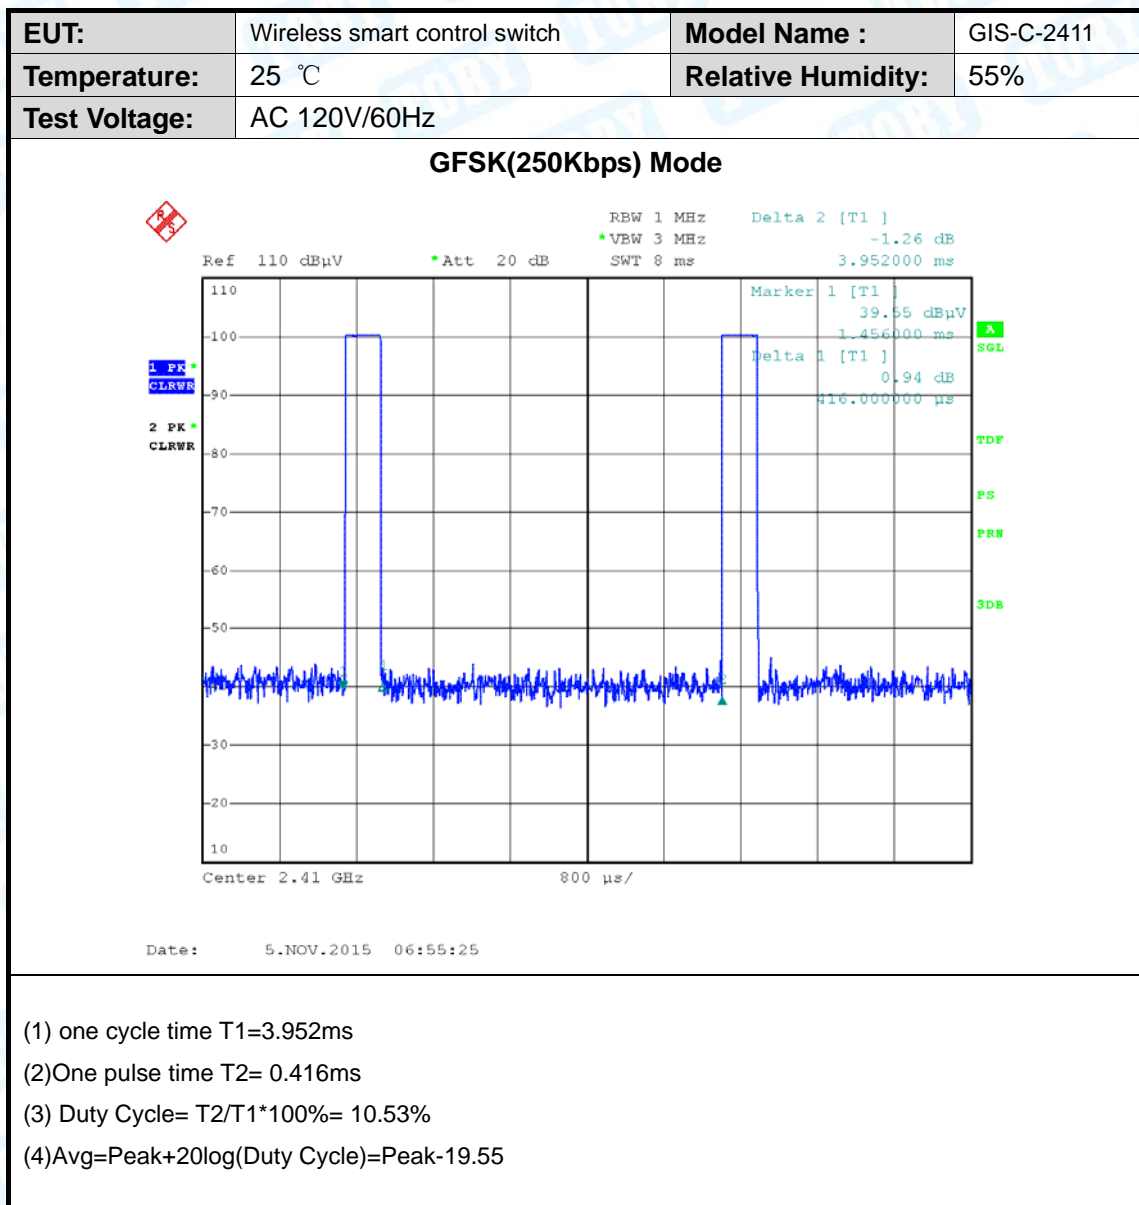 EUT: Wireless smart control switch Model Name : GIS-C-2411
Temperature: 25 ℃ Relative Humidity: 55%
Test Voltage: AC 120V/60Hz
GFSK(250Kbps) Mode
R S
RBW 1 MHz Delta 2 [T1 ]
*VBW 3 MHz -1.26 dB
Ref 110 dBµV *Att 20 dB SWT 8 ms 3.952000 ms
110 Marker 1 [T1 ]
39.55 dBµV
100 1.456000 ms A
SGL
Delta 1 [T1 ]
1 PK * 0.94 dB
CLRWR
90 416.000000 µs
2 PK *
CLRWR TDF
80
PS
70
PRN
60
3DB
50
30
20
10
Center 2.41 GHz 800 µs/
Date: 5.NOV.2015 06:55:25
(1) one cycle time T1=3.952ms
(2)One pulse time T2= 0.416ms
(3) Duty Cycle= T2/T1*100%= 10.53%
(4)Avg=Peak+20log(Duty Cycle)=Peak-19.55
TOBY